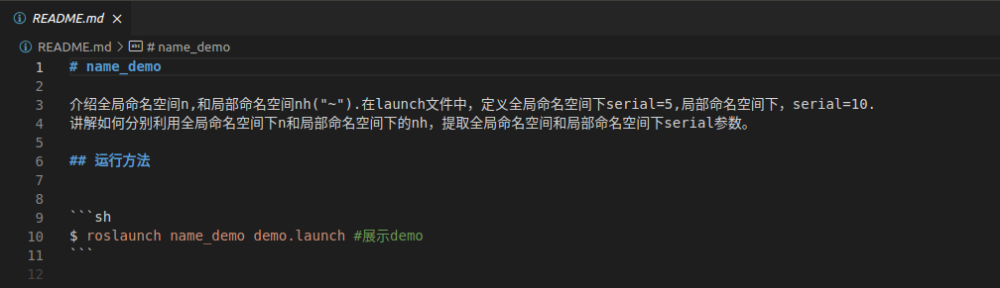 README.md ×
README.md > # name_demo
1 # name_demo
2
3 介绍全局命名空间n,和局部命名空间nh("~").在launch文件中，定义全局命名空间下serial=5,局部命名空间下，serial=10.
4 讲解如何分别利用全局命名空间下n和局部命名空间下的nh，提取全局命名空间和局部命名空间下serial参数。
5
6 ## 运行方法
7
8
9 ```sh
10 $ roslaunch name_demo demo.launch #展示demo
11 ```
12